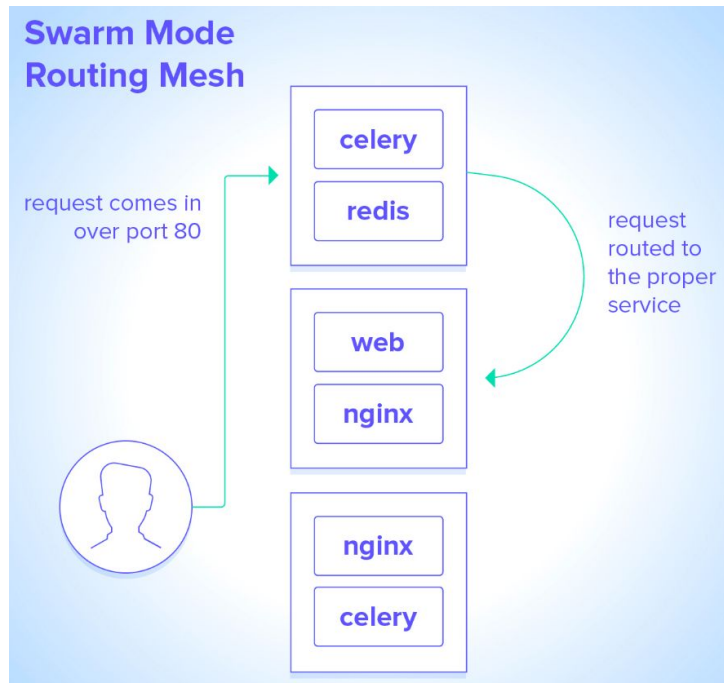 Swarm Mode
Routing Mesh
request comes in
over port 80
celery
redis
request
routed to
the proper
service
web
nginx
nginx
celery